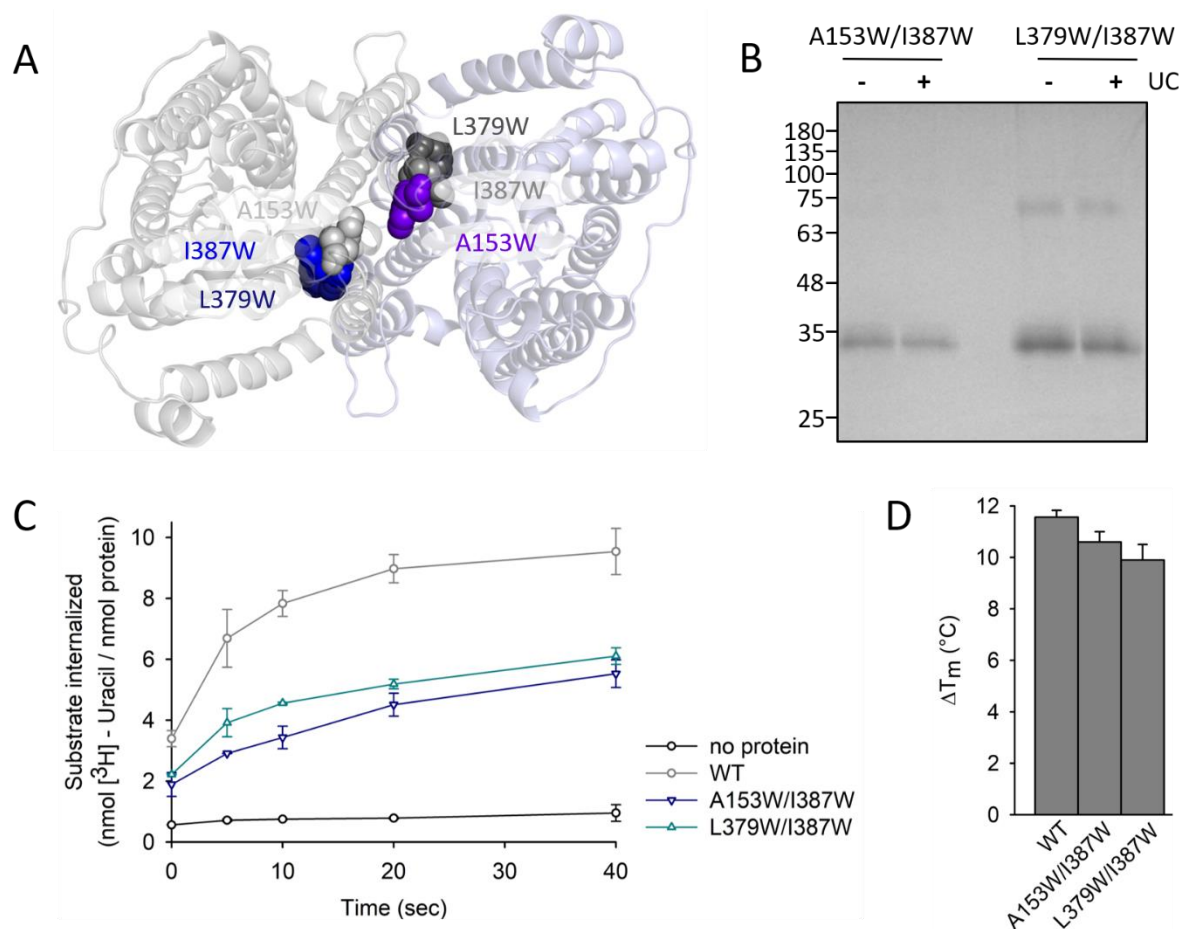 A
L379W
I387W
A153W
A153W
I387W
L379W
B
A153W/I387W L379W/I387W
- + - + UC
180
135
100
75
63
48
35
25
C
Substrate internalized
(nmol [³H] - Uracil / nmol protein)
10
8
6
4
2
0
0 10 20 30 40
Time (sec)
no protein
WT
A153W/I387W
L379W/I387W
D
ΔTm (°C)
12
10
8
6
4
2
0
WT
A153W/I387W
L379W/I387W